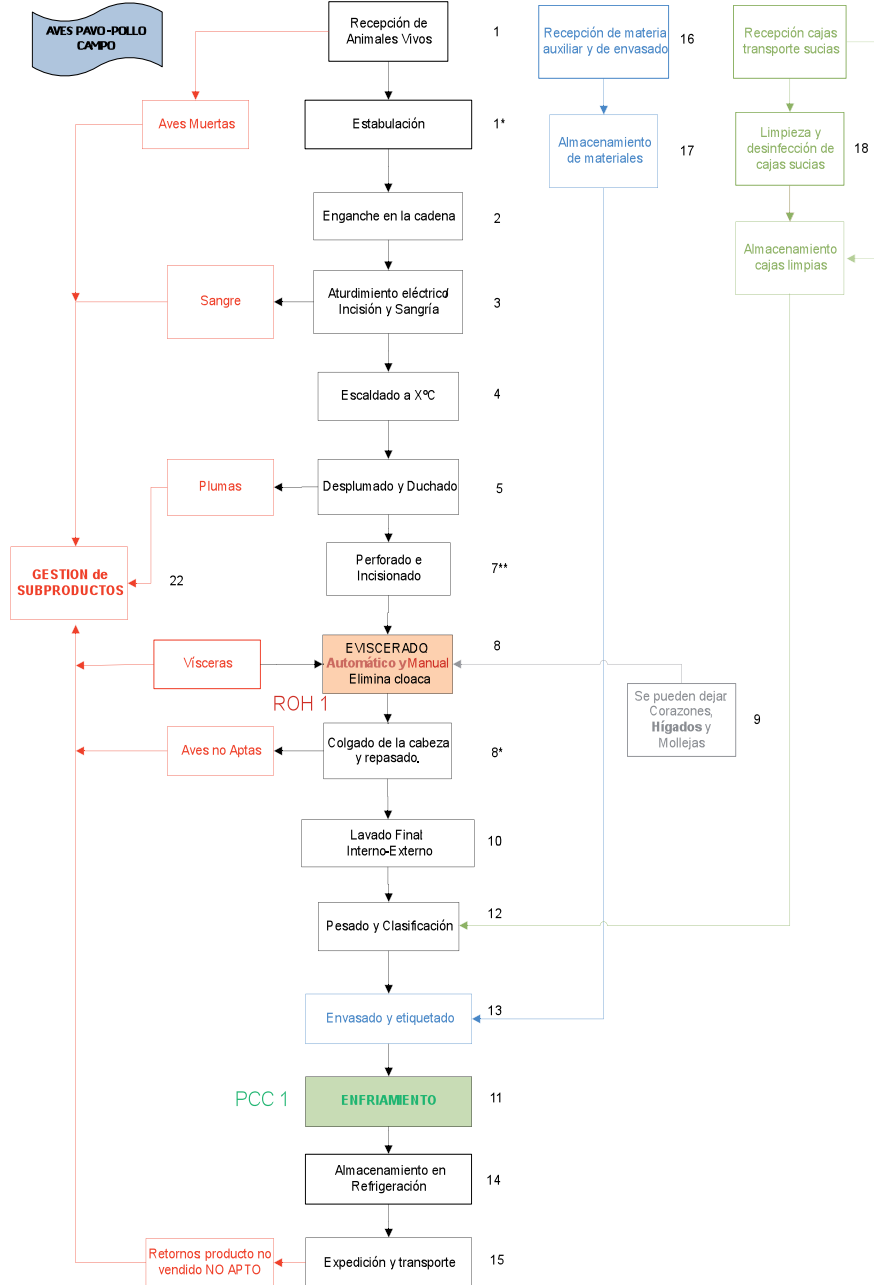 AVES PAVO-POLLO
CAMPO
Recepción de
Animales Vivos
1
Recepción de materia
auxiliar y de envasado
16
Recepción cajas
transporte sucias
Aves Muertas
Estabulación
1*
Almacenamiento
de materiales
17
Limpieza y
desinfección de
cajas sucias
18
Enganche en la cadena
2
Almacenamiento
cajas limpias
Sangre
Aturdimiento eléctrico/
Incisión y Sangría
3
Escaldado a XºC
4
Plumas
Desplumado y Duchado
5
GESTION de
SUBPRODUCTOS
22
Perforado e
Incisionado
7**
Vísceras
EVISCERADO
Automático y Manual
Elimina cloaca
8
ROH 1
Se pueden dejar
Corazones,
Hígados y
Mollejas
9
Aves no Aptas
Colgado de la cabeza
y repasado.
8*
Lavado Final:
Interno-Externo
10
Pesado y Clasificación
12
Envasado y etiquetado
13
PCC 1
ENFRIAMIENTO
11
Almacenamiento en
Refrigeración
14
Retornos: producto no
vendido NO APTO
Expedición y transporte
15